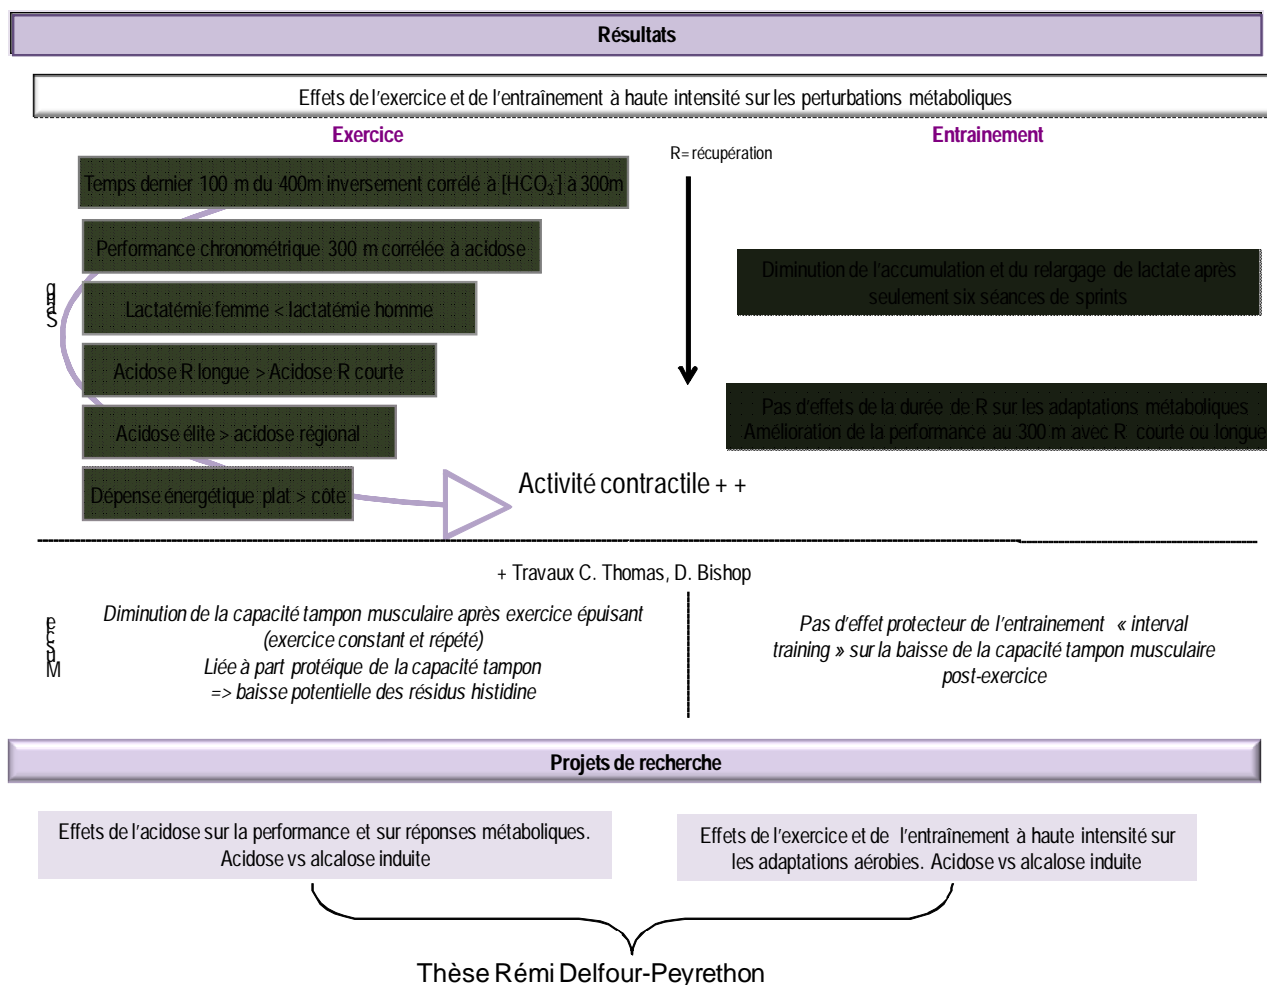 Résultats
Effets de l'exercice et de l'entraînement à haute intensité sur les perturbations métaboliques
Exercice
Entrainement
R= récupération
Temps dernier 100 m du 400m inversement corrélé à [HCO3-] à 300m
Performance chronométrique 300 m corrélée à acidose
Lactatémie femme < lactatémie homme
Acidose R longue > Acidose R courte
Acidose élite > acidose régional
Dépense énergétique plat > côte
Sang
Diminution de l'accumulation et du relargage de lactate après
seulement six séances de sprints
Pas d'effets de la durée de R sur les adaptations métaboliques
Amélioration de la performance au 300 m avec R courte ou longue
Activité contractile + +
+ Travaux C. Thomas, D. Bishop
Muscle
Diminution de la capacité tampon musculaire après exercice épuisant
(exercice constant et répété)
Liée à part protéique de la capacité tampon
=> baisse potentielle des résidus histidine
Pas d'effet protecteur de l'entrainement « interval
training » sur la baisse de la capacité tampon musculaire
post-exercice
Projets de recherche
Effets de l'acidose sur la performance et sur réponses métaboliques.
Acidose vs alcalose induite
Effets de l'exercice et de l'entraînement à haute intensité sur
les adaptations aérobies. Acidose vs alcalose induite
Thèse Rémi Delfour-Peyrethon